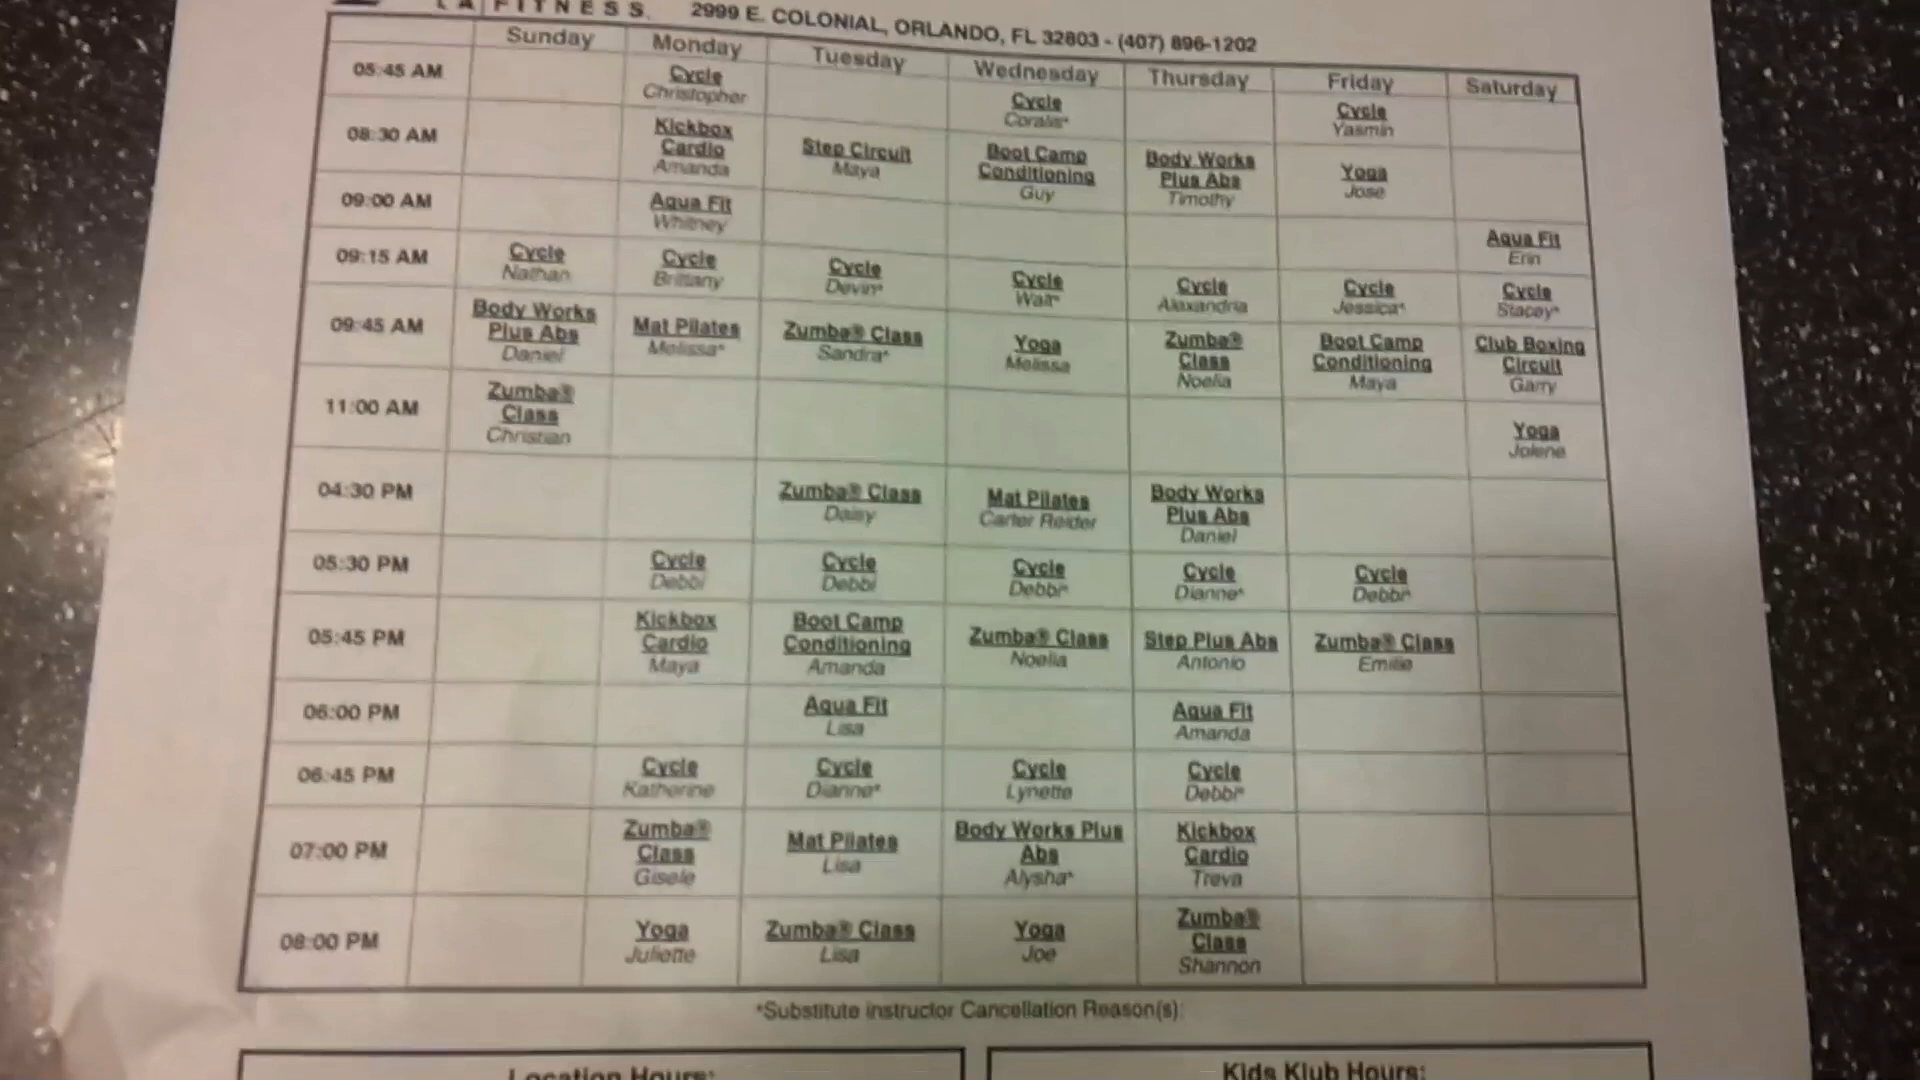 LA FITNESS. 2999 E. COLONIAL, ORLANDO, FL 32803 - (407) 896-1202
Sunday Monday Tuesday Wednesday Thursday Friday Saturday
05:45 AM
Cycle
Christopher
Cycle
Coralis*
Cycle
Yasmin
08:30 AM
Kickbox
Cardio
Amanda
Step Circuit
Maya
Boot Camp
Conditioning
Guy
Body Works
Plus Abs
Timothy
Yoga
Jose
09:00 AM
Aqua Fit
Whitney
Aqua Fit
Erin
09:15 AM
Cycle
Nathan
Cycle
Brittany
Cycle
Devin*
Cycle
Walt*
Cycle
Alexandria
Cycle
Jessica*
Cycle
Stacey*
09:45 AM
Body Works
Plus Abs
Daniel
Mat Pilates
Melissa*
Zumba® Class
Sandra*
Yoga
Melissa
Zumba®
Class
Noelia
Boot Camp
Conditioning
Maya
Club Boxing
Circuit
Garry
11:00 AM
Zumba®
Class
Christian
Yoga
Jolene
04:30 PM
Zumba® Class
Daisy
Mat Pilates
Carter Reider
Body Works
Plus Abs
Daniel
05:30 PM
Cycle
Debbi
Cycle
Debbi
Cycle
Debbi*
Cycle
Dianne*
Cycle
Debbi*
05:45 PM
Kickbox
Cardio
Maya
Boot Camp
Conditioning
Amanda
Zumba® Class
Noelia
Step Plus Abs
Antonio
Zumba® Class
Emilie
06:00 PM
Aqua Fit
Lisa
Aqua Fit
Amanda
06:45 PM
Cycle
Katherine
Cycle
Dianne*
Cycle
Lynette
Cycle
Debbi*
07:00 PM
Zumba®
Class
Gisele
Mat Pilates
Lisa
Body Works Plus
Abs
Alysha*
Kickbox
Cardio
Treva
08:00 PM
Yoga
Juliette
Zumba® Class
Lisa
Yoga
Joe
Zumba®
Class
Shannon
*Substitute instructor Cancellation Reason(s):
Location Hours:
Kids Klub Hours: